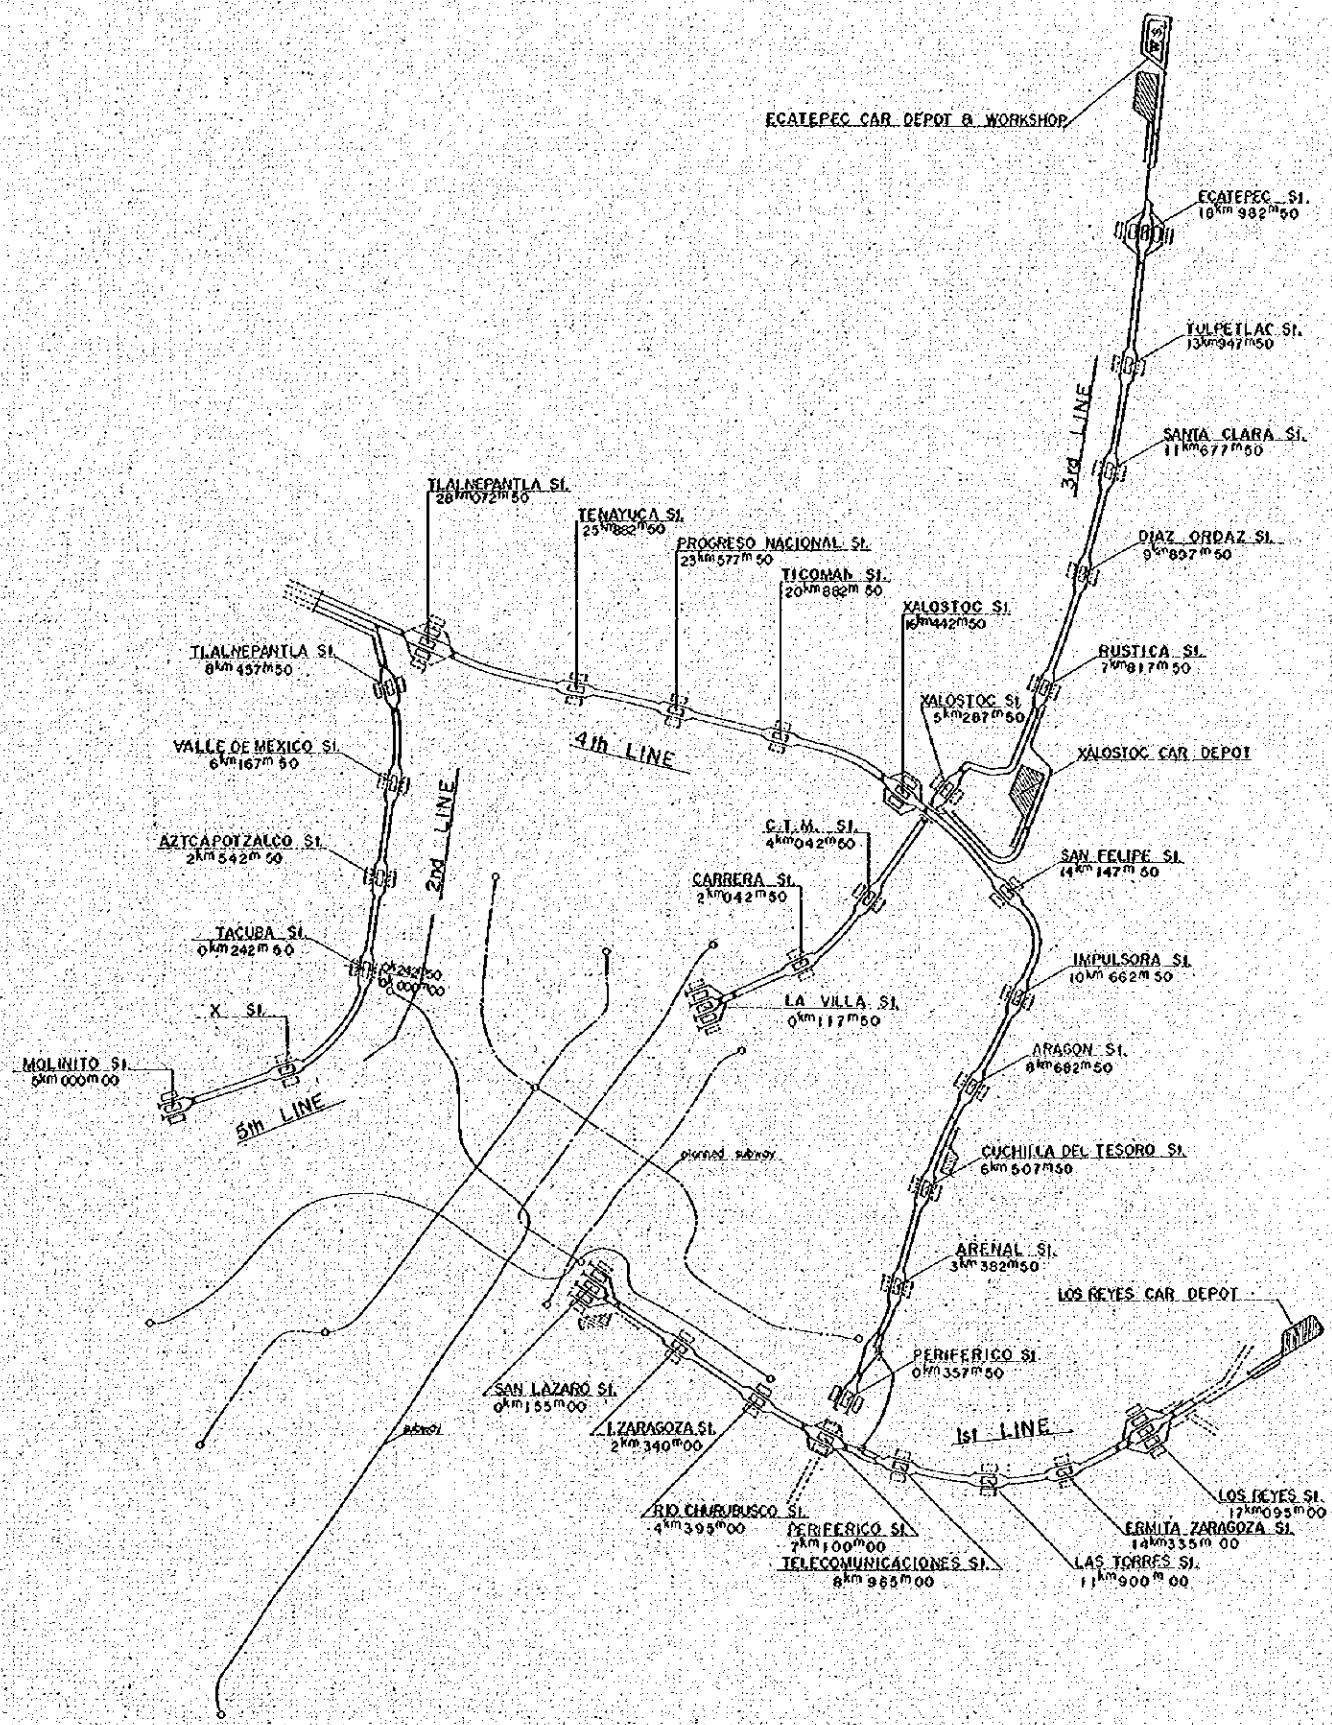 ECATEPEC CAR DEPOT & WORKSHOP
ECATEPEC St.
18km 982m50
TULPETLAC St.
13km947m50
3rd LINE
SANTA CLARA St.
11km677m50
DIAZ ORDAZ St.
9km897m50
TLALNEPANTLA St.
28km072m50
TENAYUCA St.
25km882m50
PROGRESO NACIONAL St.
23km577m50
TICOMAN St.
20km882m50
XALOSTOC St.
16km442m50
RUSTICA St.
7km817m50
TLALNEPANTLA St.
8km457m50
XALOSTOC St.
5km287m50
4th LINE
VALLE DE MEXICO St.
6km167m50
XALOSTOC CAR DEPOT
2nd LINE
C.T.M. St.
4km042m50
AZTCAPOTZALCO St.
2km542m50
SAN FELIPE St.
14km147m50
CARRERA St.
2km042m50
TACUBA St.
0km242m50
0k242m50
0k000m00
IMPULSORA St.
10km662m50
X St.
LA VILLA St.
0km117m50
MOLINITO St.
5km000m00
ARAGON St.
8km682m50
5th LINE
planned subway
CUCHILLA DEL TESORO St.
6km507m50
ARENAL St.
3km382m50
LOS REYES CAR DEPOT
PERIFERICO St.
0km357m50
SAN LAZARO St.
0km155m00
I.ZARAGOZA St.
2km340m00
subway
1st LINE
RIO CHURUBUSCO St.
4km395m00
PERIFERICO St.
7km100m00
TELECOMUNICACIONES St.
8km965m00
LOS REYES St.
17km095m00
ERMITA ZARAGOZA St.
14km335m00
LAS TORRES St.
11km900m00